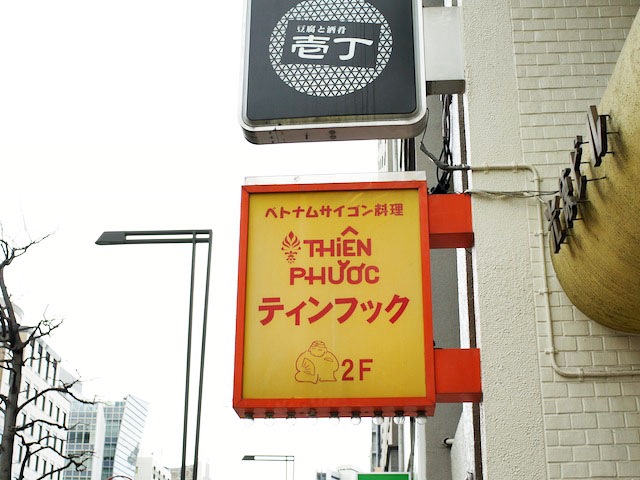 豆腐と酒肴
壱丁
ベトナムサイゴン料理
THIÊN
PHƯỚC
ティンフック
2F